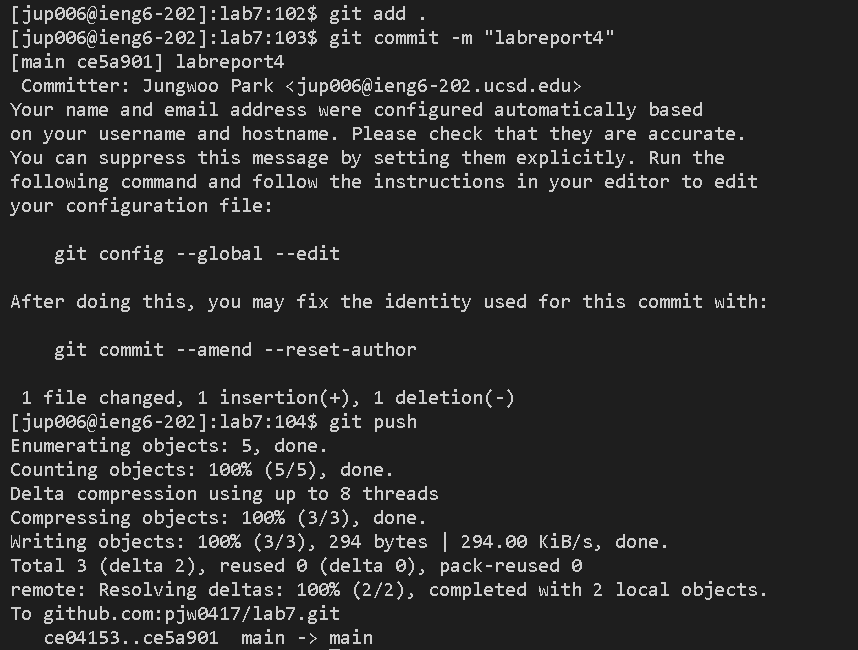 [jup006@ieng6-202]:lab7:102$ git add .
[jup006@ieng6-202]:lab7:103$ git commit -m "labreport4"
[main ce5a901] labreport4
 Committer: Jungwoo Park <jup006@ieng6-202.ucsd.edu>
Your name and email address were configured automatically based
on your username and hostname. Please check that they are accurate.
You can suppress this message by setting them explicitly. Run the
following command and follow the instructions in your editor to edit
your configuration file:

    git config --global --edit

After doing this, you may fix the identity used for this commit with:

    git commit --amend --reset-author

 1 file changed, 1 insertion(+), 1 deletion(-)
[jup006@ieng6-202]:lab7:104$ git push
Enumerating objects: 5, done.
Counting objects: 100% (5/5), done.
Delta compression using up to 8 threads
Compressing objects: 100% (3/3), done.
Writing objects: 100% (3/3), 294 bytes | 294.00 KiB/s, done.
Total 3 (delta 2), reused 0 (delta 0), pack-reused 0
remote: Resolving deltas: 100% (2/2), completed with 2 local objects.
To github.com:pjw0417/lab7.git
   ce04153..ce5a901  main -> main